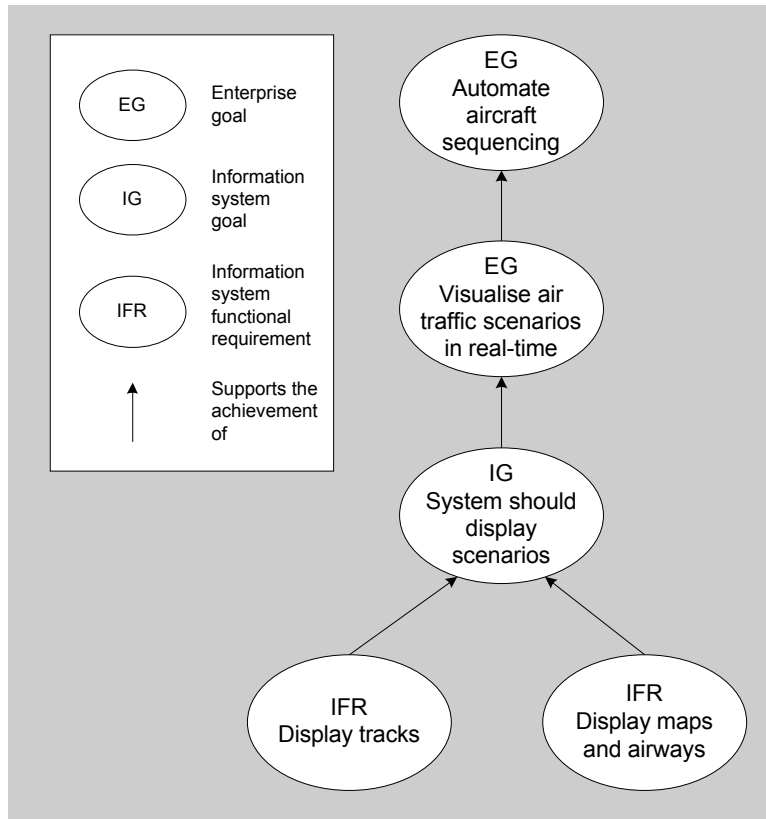 EG
Enterprise
goal
IG
Information
system
goal
IFR
Information
system
functional
requirement
Supports the
achievement
of
EG
Automate
aircraft
sequencing
EG
Visualise air
traffic scenarios
in real-time
IG
System should
display
scenarios
IFR
Display tracks
IFR
Display maps
and airways